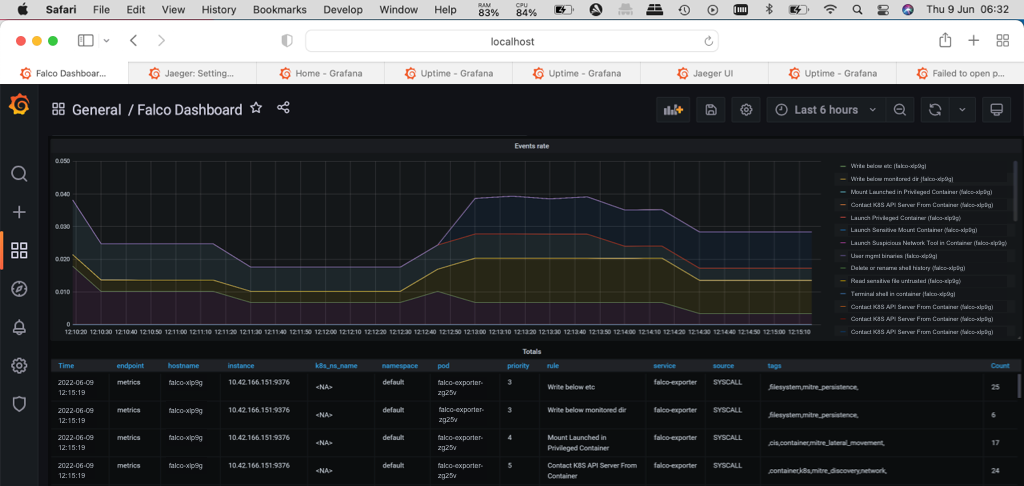 Safari File Edit View History Bookmarks Develop Window Help RAM 83% CPU 84% Thu 9 Jun 06:32
localhost
Falco Dashboar... Jaeger: Setting... Home - Grafana Uptime - Grafana Uptime - Grafana Jaeger UI Uptime - Grafana Failed to open p...
General / Falco Dashboard Last 6 hours
Events rate
0.050
0.040
0.030
0.020
0.010
0
12:10:20 12:10:30 12:10:40 12:10:50 12:11:00 12:11:10 12:11:20 12:11:30 12:11:40 12:11:50 12:12:00 12:12:10 12:12:20 12:12:30 12:12:40 12:12:50 12:13:00 12:13:10 12:13:20 12:13:30 12:13:40 12:13:50 12:14:00 12:14:10 12:14:20 12:14:30 12:14:40 12:14:50 12:15:00 12:15:10
Write below etc (falco-xlp9g)
Write below monitored dir (falco-xlp9g)
Mount Launched in Privileged Container (falco-xlp9g)
Contact K8S API Server From Container (falco-xlp9g)
Launch Privileged Container (falco-xlp9g)
Launch Sensitive Mount Container (falco-xlp9g)
Launch Suspicious Network Tool in Container (falco-xlp9g)
User mgmt binaries (falco-xlp9g)
Delete or rename shell history (falco-xlp9g)
Read sensitive file untrusted (falco-xlp9g)
Terminal shell in container (falco-xlp9g)
Contact K8S API Server From Container (falco-xlp9g)
Contact K8S API Server From Container (falco-xlp9g)
Contact K8S API Server From Container (falco-xlp9g)
Totals
Time endpoint hostname instance k8s_ns_name namespace pod priority rule service source tags Count
2022-06-09 12:15:19 metrics falco-xlp9g 10.42.166.151:9376 <NA> default falco-exporter-zg25v 3 Write below etc falco-exporter SYSCALL ,filesystem,mitre_persistence, 25
2022-06-09 12:15:19 metrics falco-xlp9g 10.42.166.151:9376 <NA> default falco-exporter-zg25v 3 Write below monitored dir falco-exporter SYSCALL ,filesystem,mitre_persistence, 6
2022-06-09 12:15:19 metrics falco-xlp9g 10.42.166.151:9376 <NA> default falco-exporter-zg25v 4 Mount Launched in Privileged Container falco-exporter SYSCALL ,cis,container,mitre_lateral_movement, 17
2022-06-09 12:15:19 metrics falco-xlp9g 10.42.166.151:9376 <NA> default falco-exporter-zg25v 5 Contact K8S API Server From Container falco-exporter SYSCALL ,container,k8s,mitre_discovery,network, 24